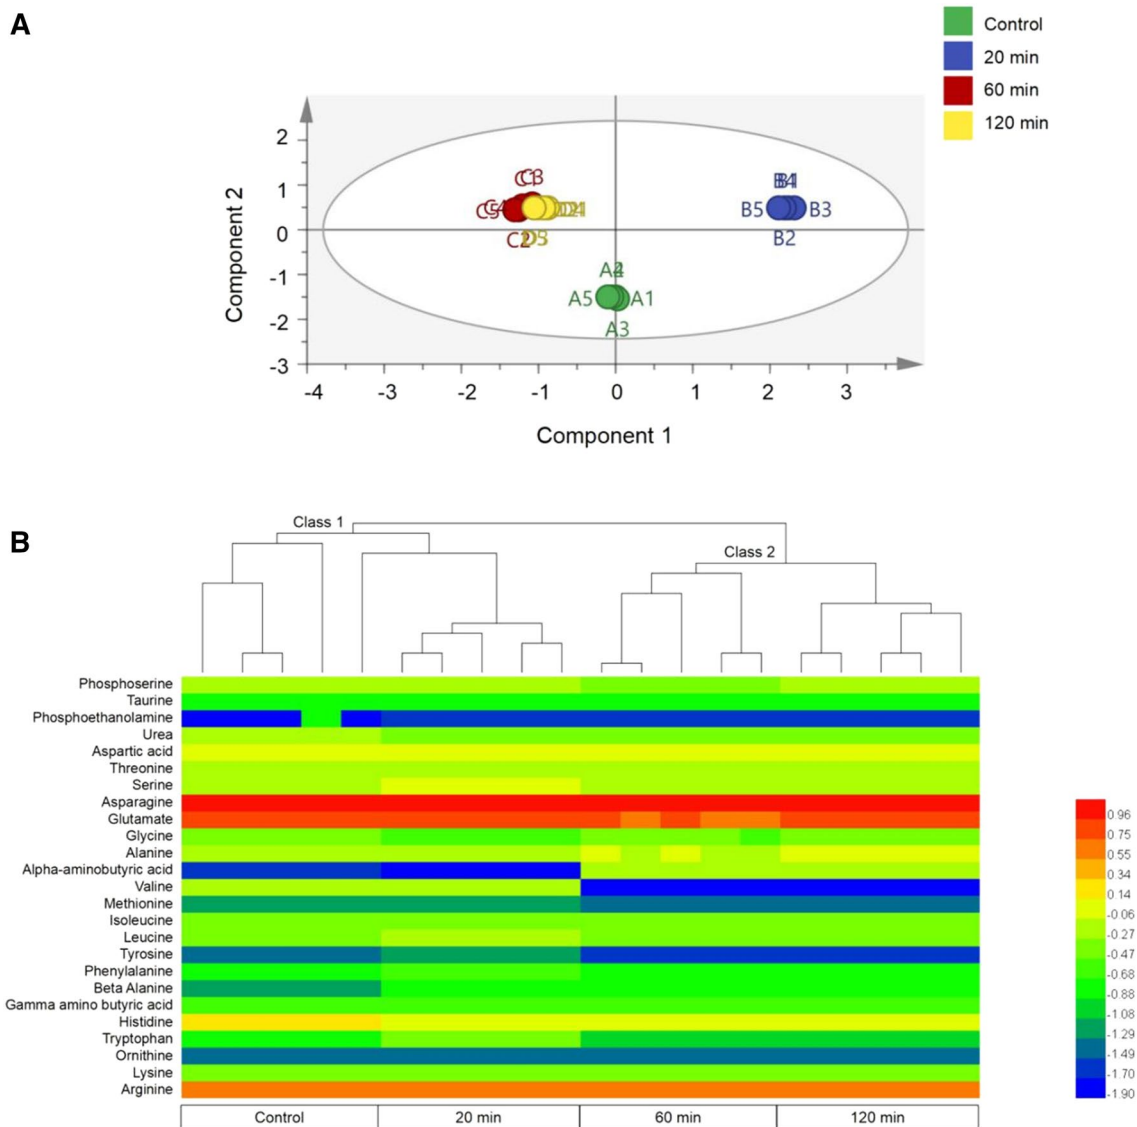 A
Control
20 min
60 min
120 min
2
1
0
-1
-2
-3
Component 2
C3
A5
A1
A3
B5
B3
B2
C2
-4
-3
-2
-1
0
1
2
3
Component 1
B
Class 1
Class 2
Phosphoserine
Taurine
Phosphoethanolamine
Urea
Aspartic acid
Threonine
Serine
Asparagine
Glutamate
Glycine
Alanine
Alpha-aminobutyric acid
Valine
Methionine
Isoleucine
Leucine
Tyrosine
Phenylalanine
Beta Alanine
Gamma amino butyric acid
Histidine
Tryptophan
Ornithine
Lysine
Arginine
0.96
0.75
0.55
0.34
0.14
-0.06
-0.27
-0.47
-0.68
-0.88
-1.08
-1.29
-1.49
-1.70
-1.90
Control
20 min
60 min
120 min